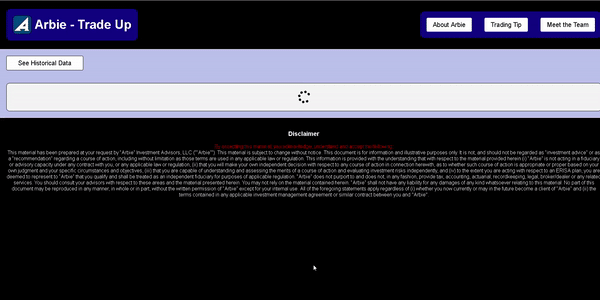 Arbie - Trade Up
About Arbie
Trading Tip
Meet the Team
See Historical Data
Disclaimer
This material has been prepared at your request by "Arbie" Investment Advisors, LLC ("Arbie"). This material is subject to change without notice. This document is for information and illustrative purposes only. It is not, and should not be regarded as "investment advice" or as
a "recommendation" regarding a course of action, including without limitation as those terms are used in any applicable law or regulation. This information is provided with the understanding that with respect to the material provided herein (i) "Arbie" is not acting in a fiduciary
or advisory capacity under any contract with you, or any applicable law or regulation, (ii) that you will make your own independent decision with respect to any course of action in connection herewith, as to whether such course of action is appropriate or proper based on your
own judgment and your specific circumstances and objectives, (iii) that you are capable of understanding and assessing the merits of a course of action and evaluating investment risks independently, and (iv) to the extent you are acting with respect to an ERISA plan, you are
deemed to represent to "Arbie" that you qualify and shall be treated as an independent fiduciary for purposes of applicable regulation. "Arbie" does not purport to and does not, in any fashion, provide tax, accounting, actuarial, recordkeeping, legal, broker/dealer or any related
services. You should consult your advisors with respect to these areas and the material presented herein. You may not rely on the material contained herein. "Arbie" shall not have any liability for any damages of any kind whatsoever relating to this material. No part of this
document may be reproduced in any manner, in whole or in part, without the written permission of "Arbie" except for your internal use. All of the foregoing statements apply regardless of (i) whether you now currently or may in the future become a client of "Arbie" and (ii) the
terms contained in any applicable investment management agreement or similar contract between you and "Arbie".